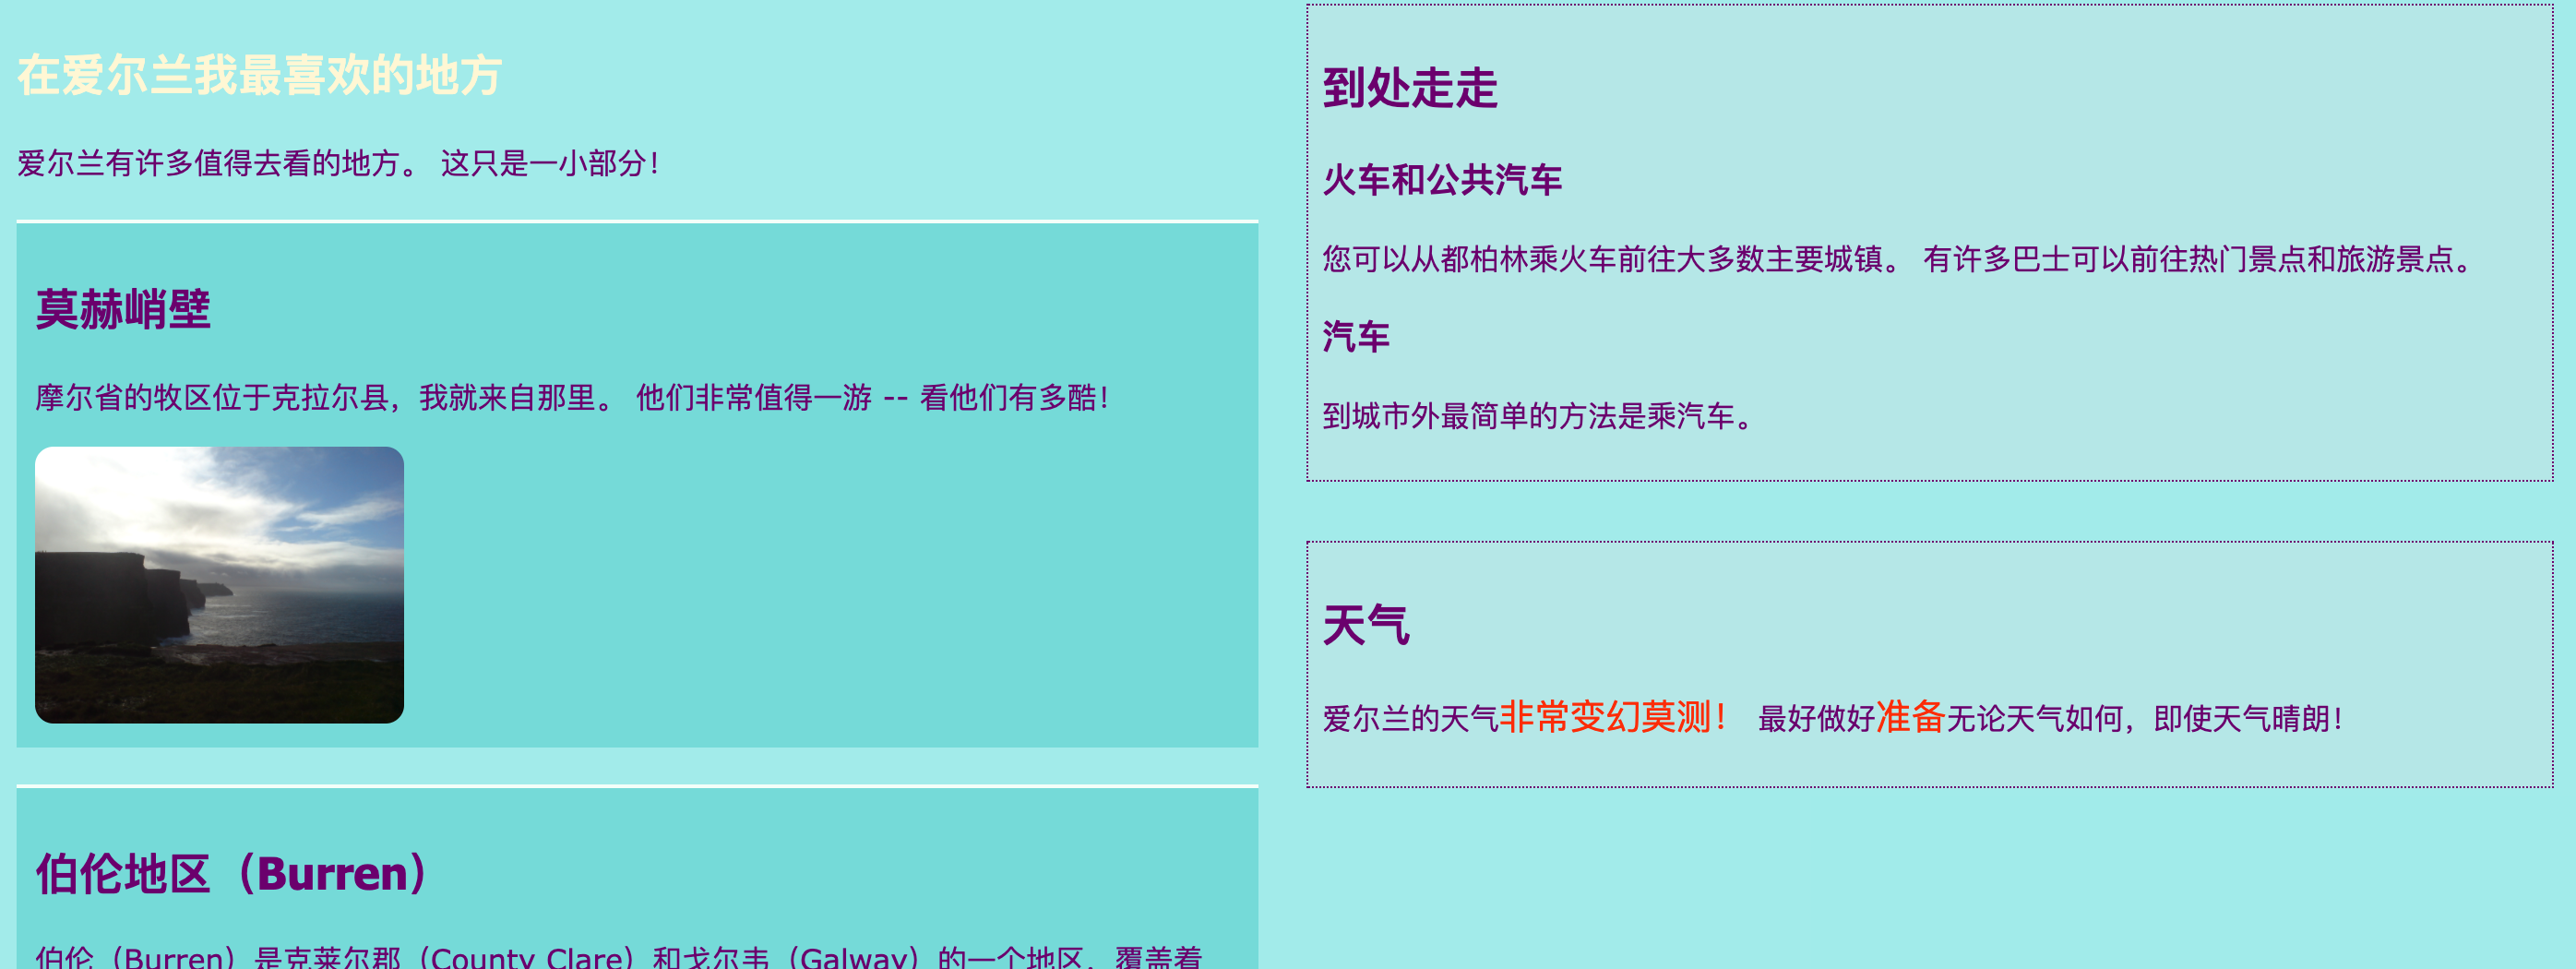 在爱尔兰我最喜欢的地方
爱尔兰有许多值得去看的地方。 这只是一小部分！
莫赫峭壁
摩尔省的牧区位于克拉尔县，我就来自那里。 他们非常值得一游 -- 看他们有多酷！
伯伦地区（Burren）
伯伦（Burren）是克莱尔郡（County Clare）和戈尔韦（Galway）的一个地区，覆盖着
到处走走
火车和公共汽车
您可以从都柏林乘火车前往大多数主要城镇。 有许多巴士可以前往热门景点和旅游景点。
汽车
到城市外最简单的方法是乘汽车。
天气
爱尔兰的天气非常变幻莫测！ 最好做好准备无论天气如何，即使天气晴朗！